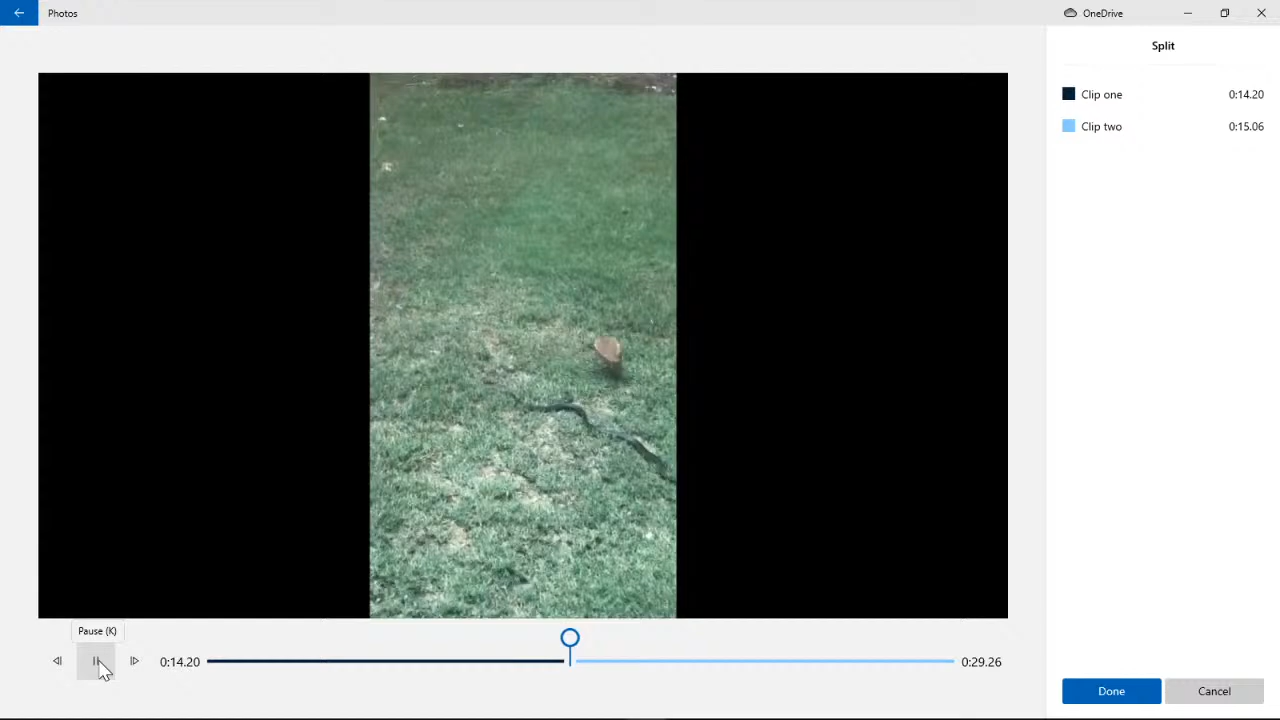 Photos
OneDrive
Split
Clip one 0:14.20
Clip two 0:15.06
Pause (K)
0:14.20
0:29.26
Done Cancel